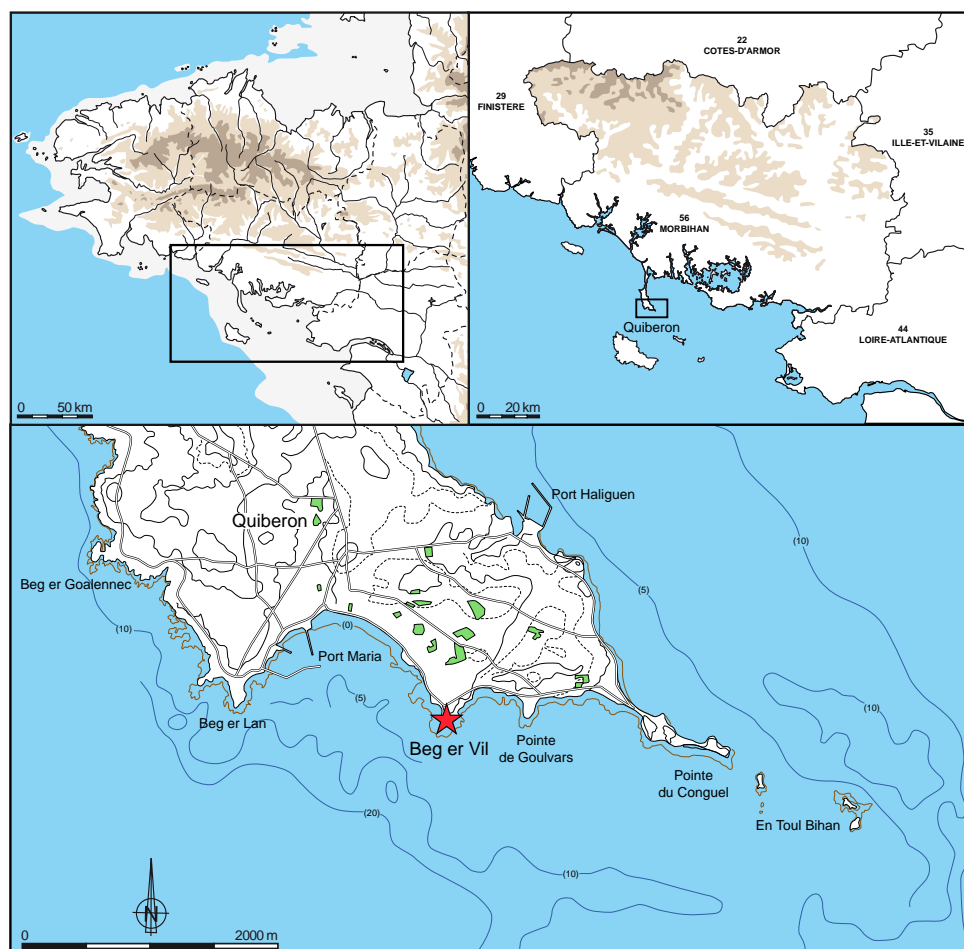 0 50 km
22
COTES-D'ARMOR
29
FINISTERE
35
ILLE-ET-VILAINE
56
MORBIHAN
Quiberon
44
LOIRE-ATLANTIQUE
0 20 km
Port Haliguen
Quiberon
(10)
(10)
Beg er Goalennec
(5)
(10)
(0)
Port Maria
(5)
Beg er Lan
(10)
Beg er Vil
Pointe
de Goulvars
Pointe
du Conguel
(20)
En Toul Bihan
(10)
(10)
N
0 2000 m